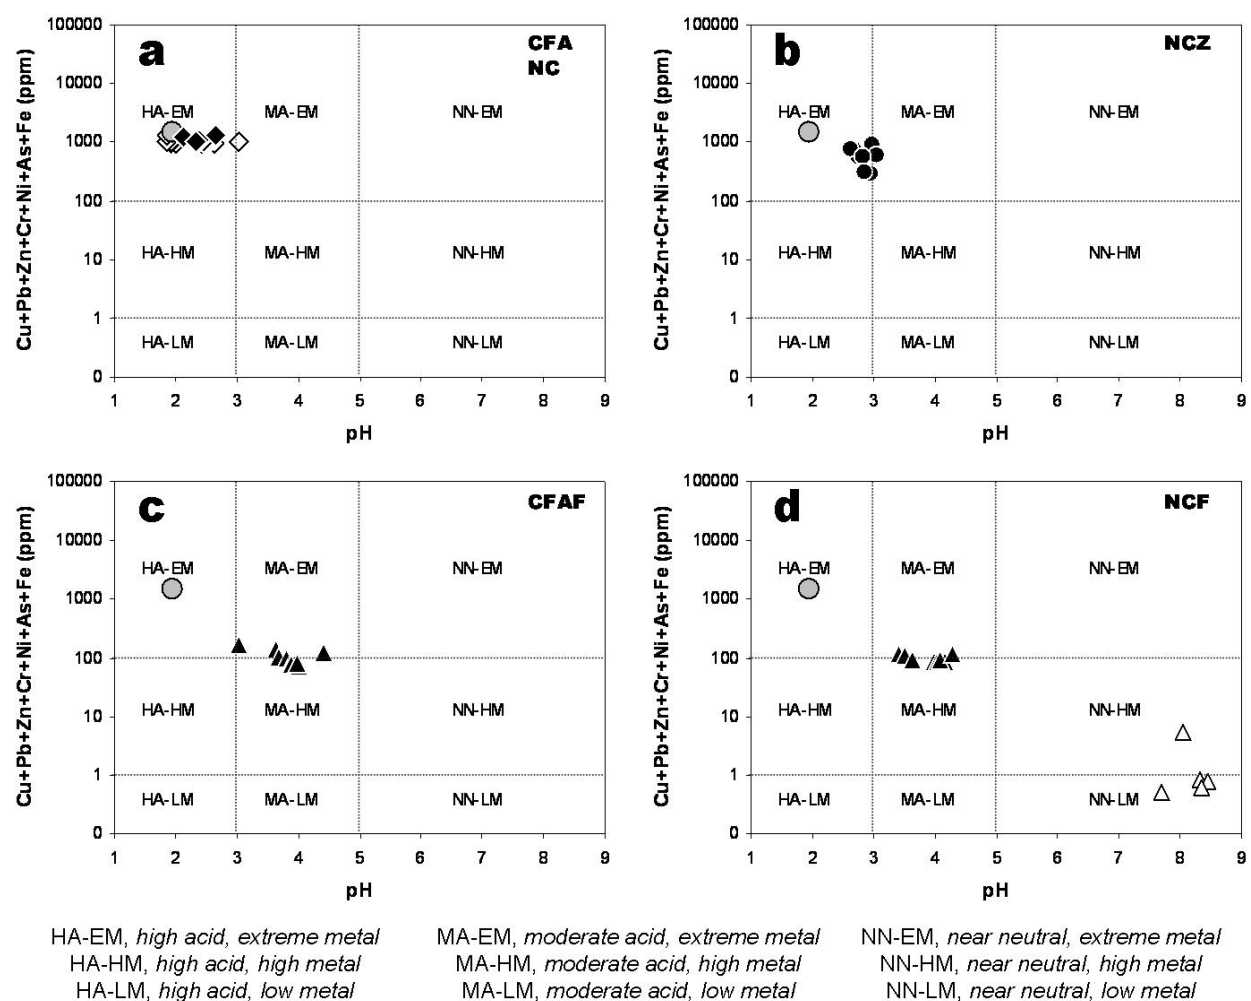 a
CFA
NC
Cu+Pb+Zn+Cr+Ni+As+Fe (ppm)
100000
10000
1000
100
10
1
0
HA-EM MA-EM NN-EM
HA-HM MA-HM NN-HM
HA-LM MA-LM NN-LM
1 2 3 4 5 6 7 8 9
pH
b
NCZ
Cu+Pb+Zn+Cr+Ni+As+Fe (ppm)
100000
10000
1000
100
10
1
0
HA-EM MA-EM NN-EM
HA-HM MA-HM NN-HM
HA-LM MA-LM NN-LM
1 2 3 4 5 6 7 8 9
pH
c
CFAF
Cu+Pb+Zn+Cr+Ni+As+Fe (ppm)
100000
10000
1000
100
10
1
0
HA-EM MA-EM NN-EM
HA-HM MA-HM NN-HM
HA-LM MA-LM NN-LM
1 2 3 4 5 6 7 8 9
pH
d
NCF
Cu+Pb+Zn+Cr+Ni+As+Fe (ppm)
100000
10000
1000
100
10
1
0
HA-EM MA-EM NN-EM
HA-HM MA-HM NN-HM
HA-LM MA-LM NN-LM
1 2 3 4 5 6 7 8 9
pH
HA-EM, high acid, extreme metal MA-EM, moderate acid, extreme metal NN-EM, near neutral, extreme metal
HA-HM, high acid, high metal MA-HM, moderate acid, high metal NN-HM, near neutral, high metal
HA-LM, high acid, low metal MA-LM, moderate acid, low metal NN-LM, near neutral, low metal